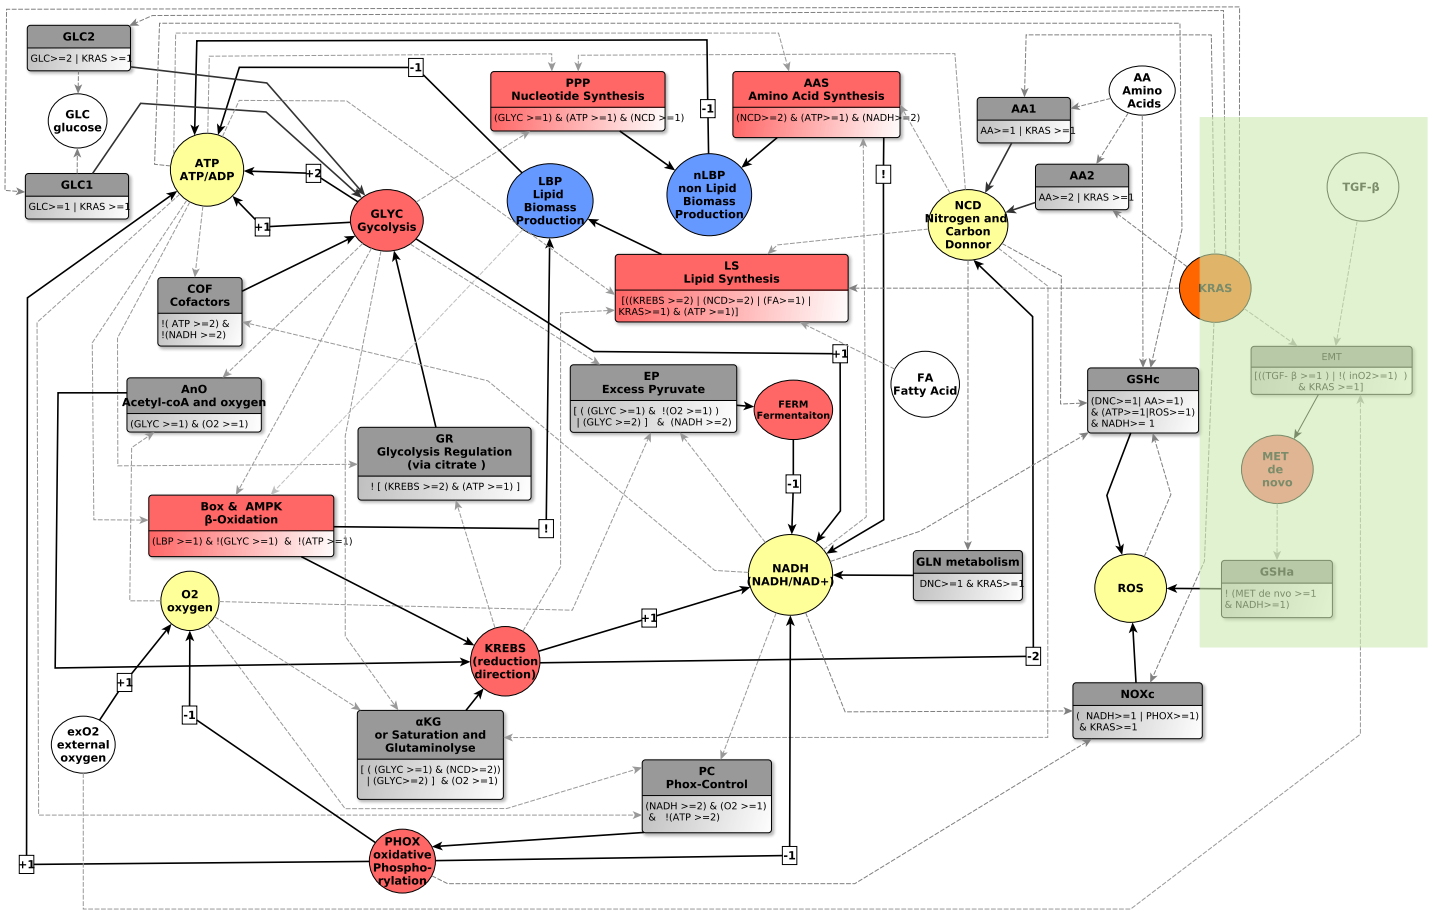 GLC2
GLC>=2 | KRAS >=1
GLC
glucose
GLC1
GLC>=1 | KRAS >=1
ATP
ATP/ADP
-1
+2
+1
GLYC
Gycolysis
PPP
Nucleotide Synthesis
(GLYC >=1) & (ATP >=1) & (NCD >=1)
-1
AAS
Amino Acid Synthesis
(NCD>=2) & (ATP>=1) & (NADH>=2)
!
LBP
Lipid
Biomass
Production
nLBP
non Lipid
Biomass
Production
AA
Amino
Acids
AA1
AA>=1 | KRAS >=1
AA2
AA>=2 | KRAS >=1
NCD
Nitrogen and
Carbon
Donnor
TGF-β
KRAS
LS
Lipid Synthesis
[((KREBS >=2) | (NCD>=2) | (FA>=1) |
KRAS>=1) & (ATP >=1)]
COF
Cofactors
!( ATP >=2) &
!(NADH >=2)
EMT
[((TGF- β >=1 ) | !( inO2>=1)  )
& KRAS >=1]
+1
FA
Fatty Acid
AnO
Acetyl-coA and oxygen
(GLYC >=1) & (O2 >=1)
EP
Excess Pyruvate
[ ( (GLYC >=1) &  !(O2 >=1) )
| (GLYC >=2) ]   &  (NADH >=2)
FERM
Fermentaiton
GSHc
(DNC>=1| AA>=1)
& (ATP>=1|ROS>=1)
& NADH>= 1
GR
Glycolysis Regulation
(via citrate )
! [ (KREBS >=2) & (ATP >=1) ]
-1
MET
de
novo
Box &  AMPK
β-Oxidation
(LBP >=1) & !(GLYC >=1)  &  !(ATP >=1)
!
NADH
(NADH/NAD+)
GLN metabolism
DNC>=1 & KRAS>=1
ROS
GSHa
! (MET de nvo >=1
& NADH>=1)
O2
oxygen
+1
KREBS
(reduction
direction)
-2
+1
-1
exO2
external
oxygen
αKG
or Saturation and
Glutaminolyse
[ ( (GLYC >=1) & (NCD>=2))
| (GLYC>=2) ]  & (O2 >=1)
NOXc
(  NADH>=1 | PHOX>=1)
& KRAS>=1
PC
Phox-Control
(NADH >=2) & (O2 >=1)
&   !(ATP >=2)
+1
PHOX
oxidative
Phospho-
rylation
-1